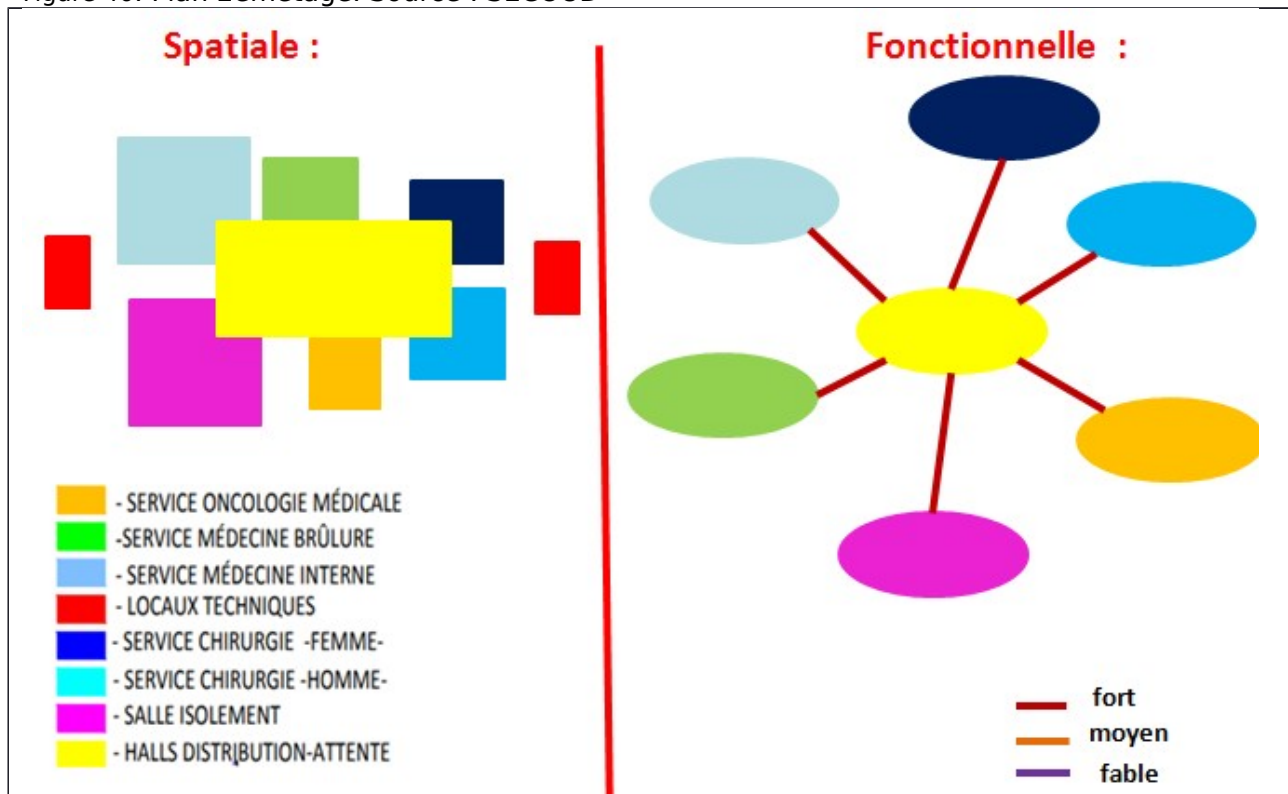 Spatiale :
Fonctionnelle :
- SERVICE ONCOLOGIE MÉDICALE
-SERVICE MÉDECINE BRÛLURE
- SERVICE MÉDECINE INTERNE
- LOCAUX TECHNIQUES
- SERVICE CHIRURGIE -FEMME-
- SERVICE CHIRURGIE -HOMME-
- SALLE ISOLEMENT
- HALLS DISTRIBUTION-ATTENTE
fort
moyen
fable